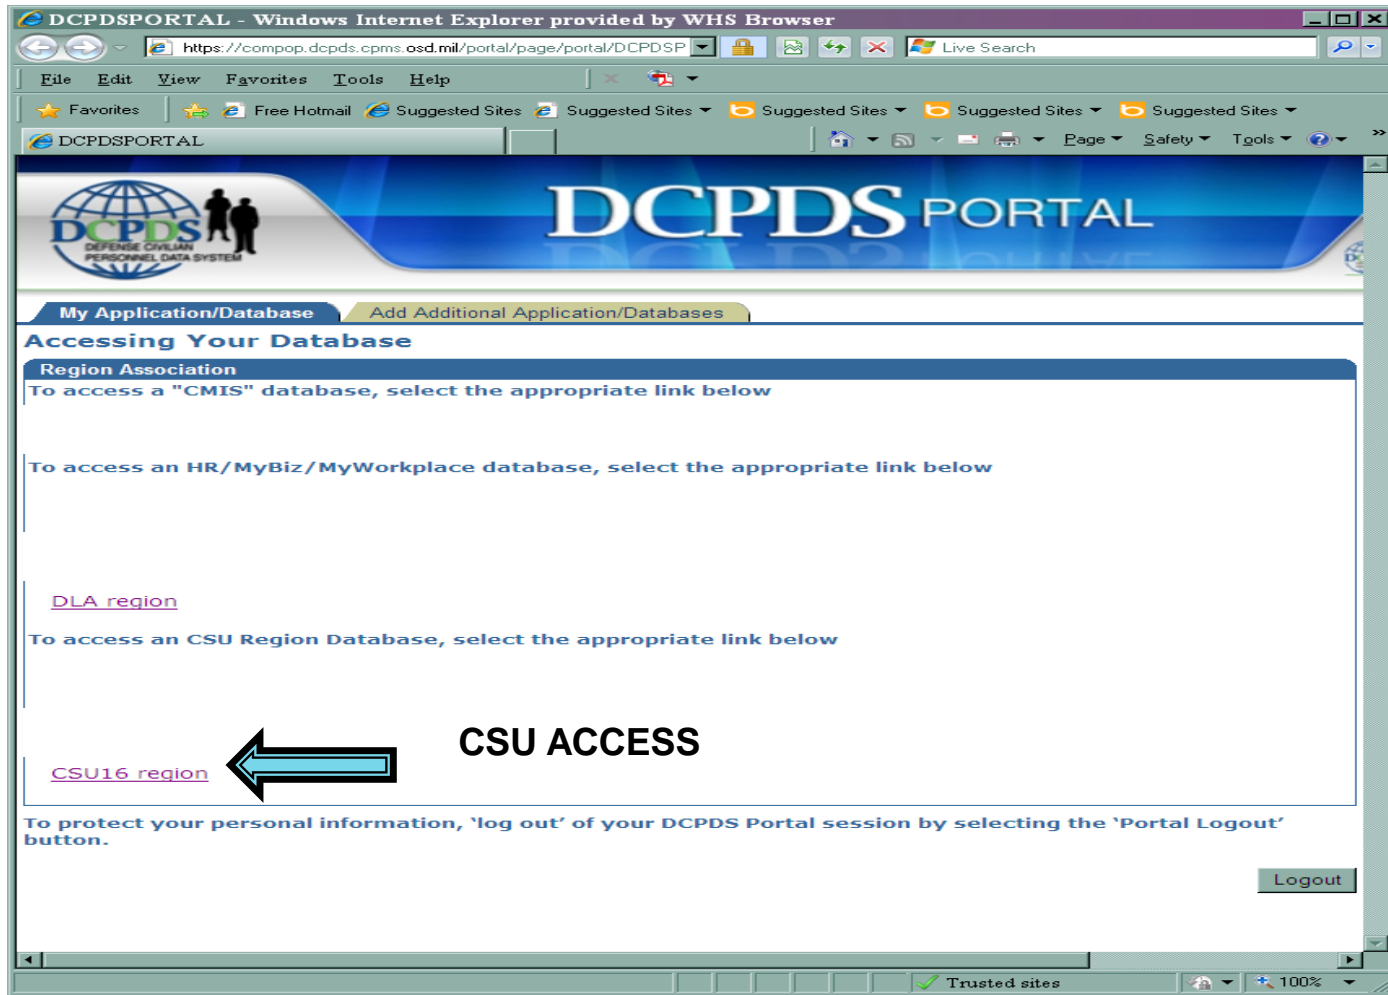 DCPDSPORTAL - Windows Internet Explorer provided by WHS Browser
https://compop.dcpds.cpms.osd.mil/portal/page/portal/DCPDSP
Live Search
File Edit View Favorites Tools Help
Favorites Free Hotmail Suggested Sites Suggested Sites Suggested Sites Suggested Sites Suggested Sites
DCPDSPORTAL
Page Safety Tools
DCPDS
DEFENSE CIVILIAN
PERSONNEL DATA SYSTEM
DCPDS PORTAL
My Application/Database Add Additional Application/Databases
Accessing Your Database
Region Association
To access a "CMIS" database, select the appropriate link below
To access an HR/MyBiz/MyWorkplace database, select the appropriate link below
DLA region
To access an CSU Region Database, select the appropriate link below
CSU ACCESS
CSU16 region
To protect your personal information, ‘log out’ of your DCPDS Portal session by selecting the ‘Portal Logout’
button.
Logout
Trusted sites
100%